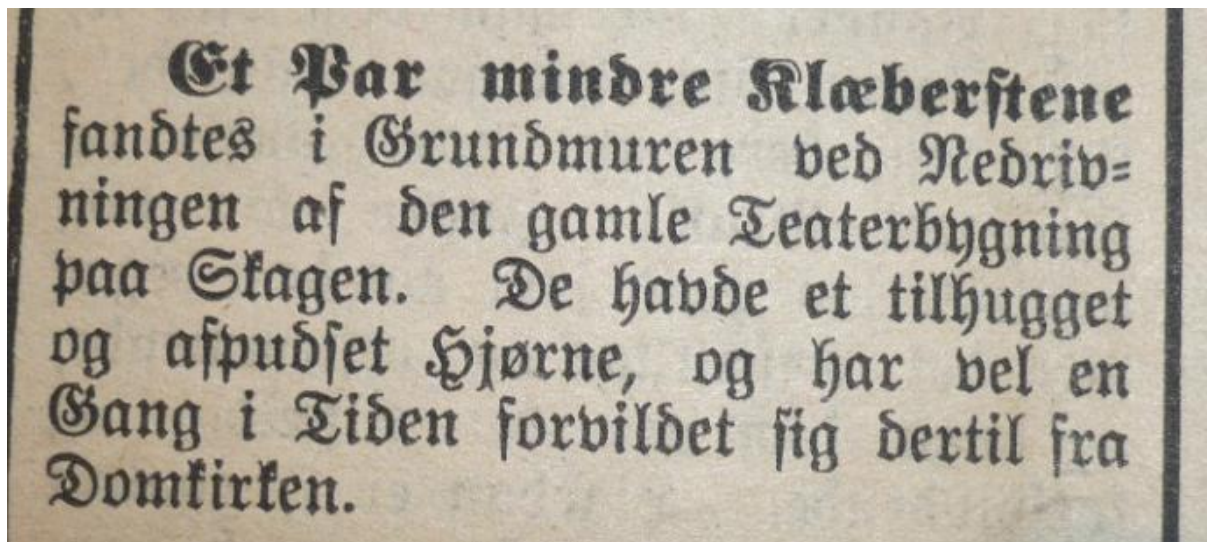 Et Par mindre Klæberstene
fandtes i Grundmuren ved Nedriv-
ningen af den gamle Teaterbygning
paa Skagen. De havde et tilhugget
og afpudset Hjørne, og har vel en
Gang i Tiden forvildet sig dertil fra
Domkirken.